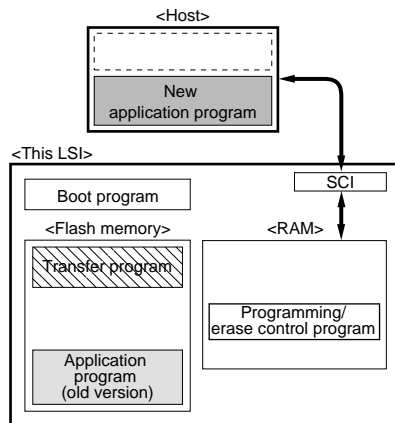 <Host>
New
application program
<This LSI>
SCI
Boot program
<Flash memory>
<RAM>
Transfer program
Programming/
erase control program
Application
program
(old version)